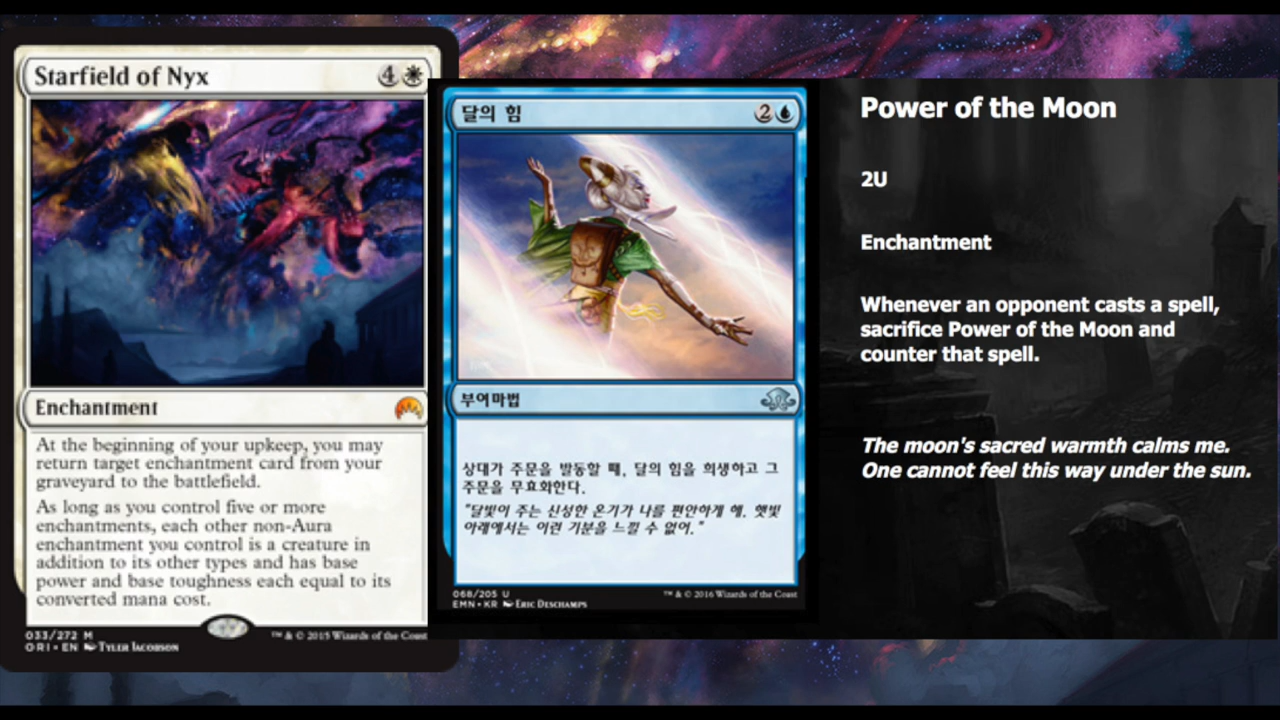 Starfield of Nyx
4
Enchantment
At the beginning of your upkeep, you may
return target enchantment card from your
graveyard to the battlefield.
As long as you control five or more
enchantments, each other non-Aura
enchantment you control is a creature in
addition to its other types and has base
power and base toughness each equal to its
converted mana cost.
033/272 M
ORI • EN Tyler Jacobson
™ & © 2015 Wizards of the Coast
달의 힘
2
부여마법
상대가 주문을 발동할 때, 달의 힘을 희생하고 그
주문을 무효화한다.
"달빛이 주는 신성한 온기가 나를 편안하게 해. 햇빛
아래에서는 이런 기분을 느낄 수 없어."
068/205 U
EMN • KR Eric Deschamps
™ & © 2016 Wizards of the Coast
Power of the Moon
2U
Enchantment
Whenever an opponent casts a spell,
sacrifice Power of the Moon and
counter that spell.
The moon's sacred warmth calms me.
One cannot feel this way under the sun.